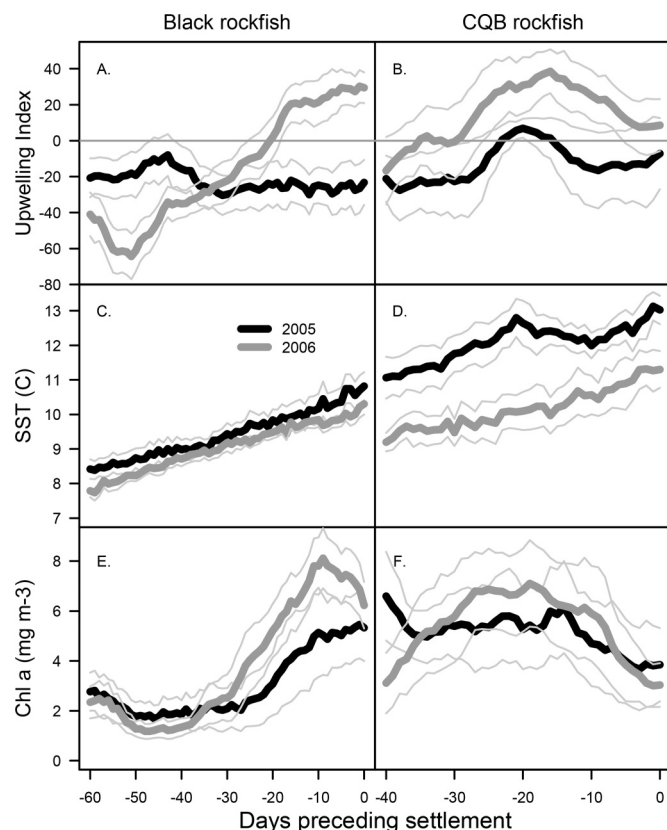 Black rockfish
CQB rockfish
Upwelling Index
40
20
0
-20
-40
-60
-80
A.
B.
SST (C)
13
12
11
10
9
8
7
C.
2005
2006
D.
Chl a (mg m-3)
8
6
4
2
0
E.
F.
-60 -50 -40 -30 -20 -10 0
-40 -30 -20 -10 0
Days preceding settlement